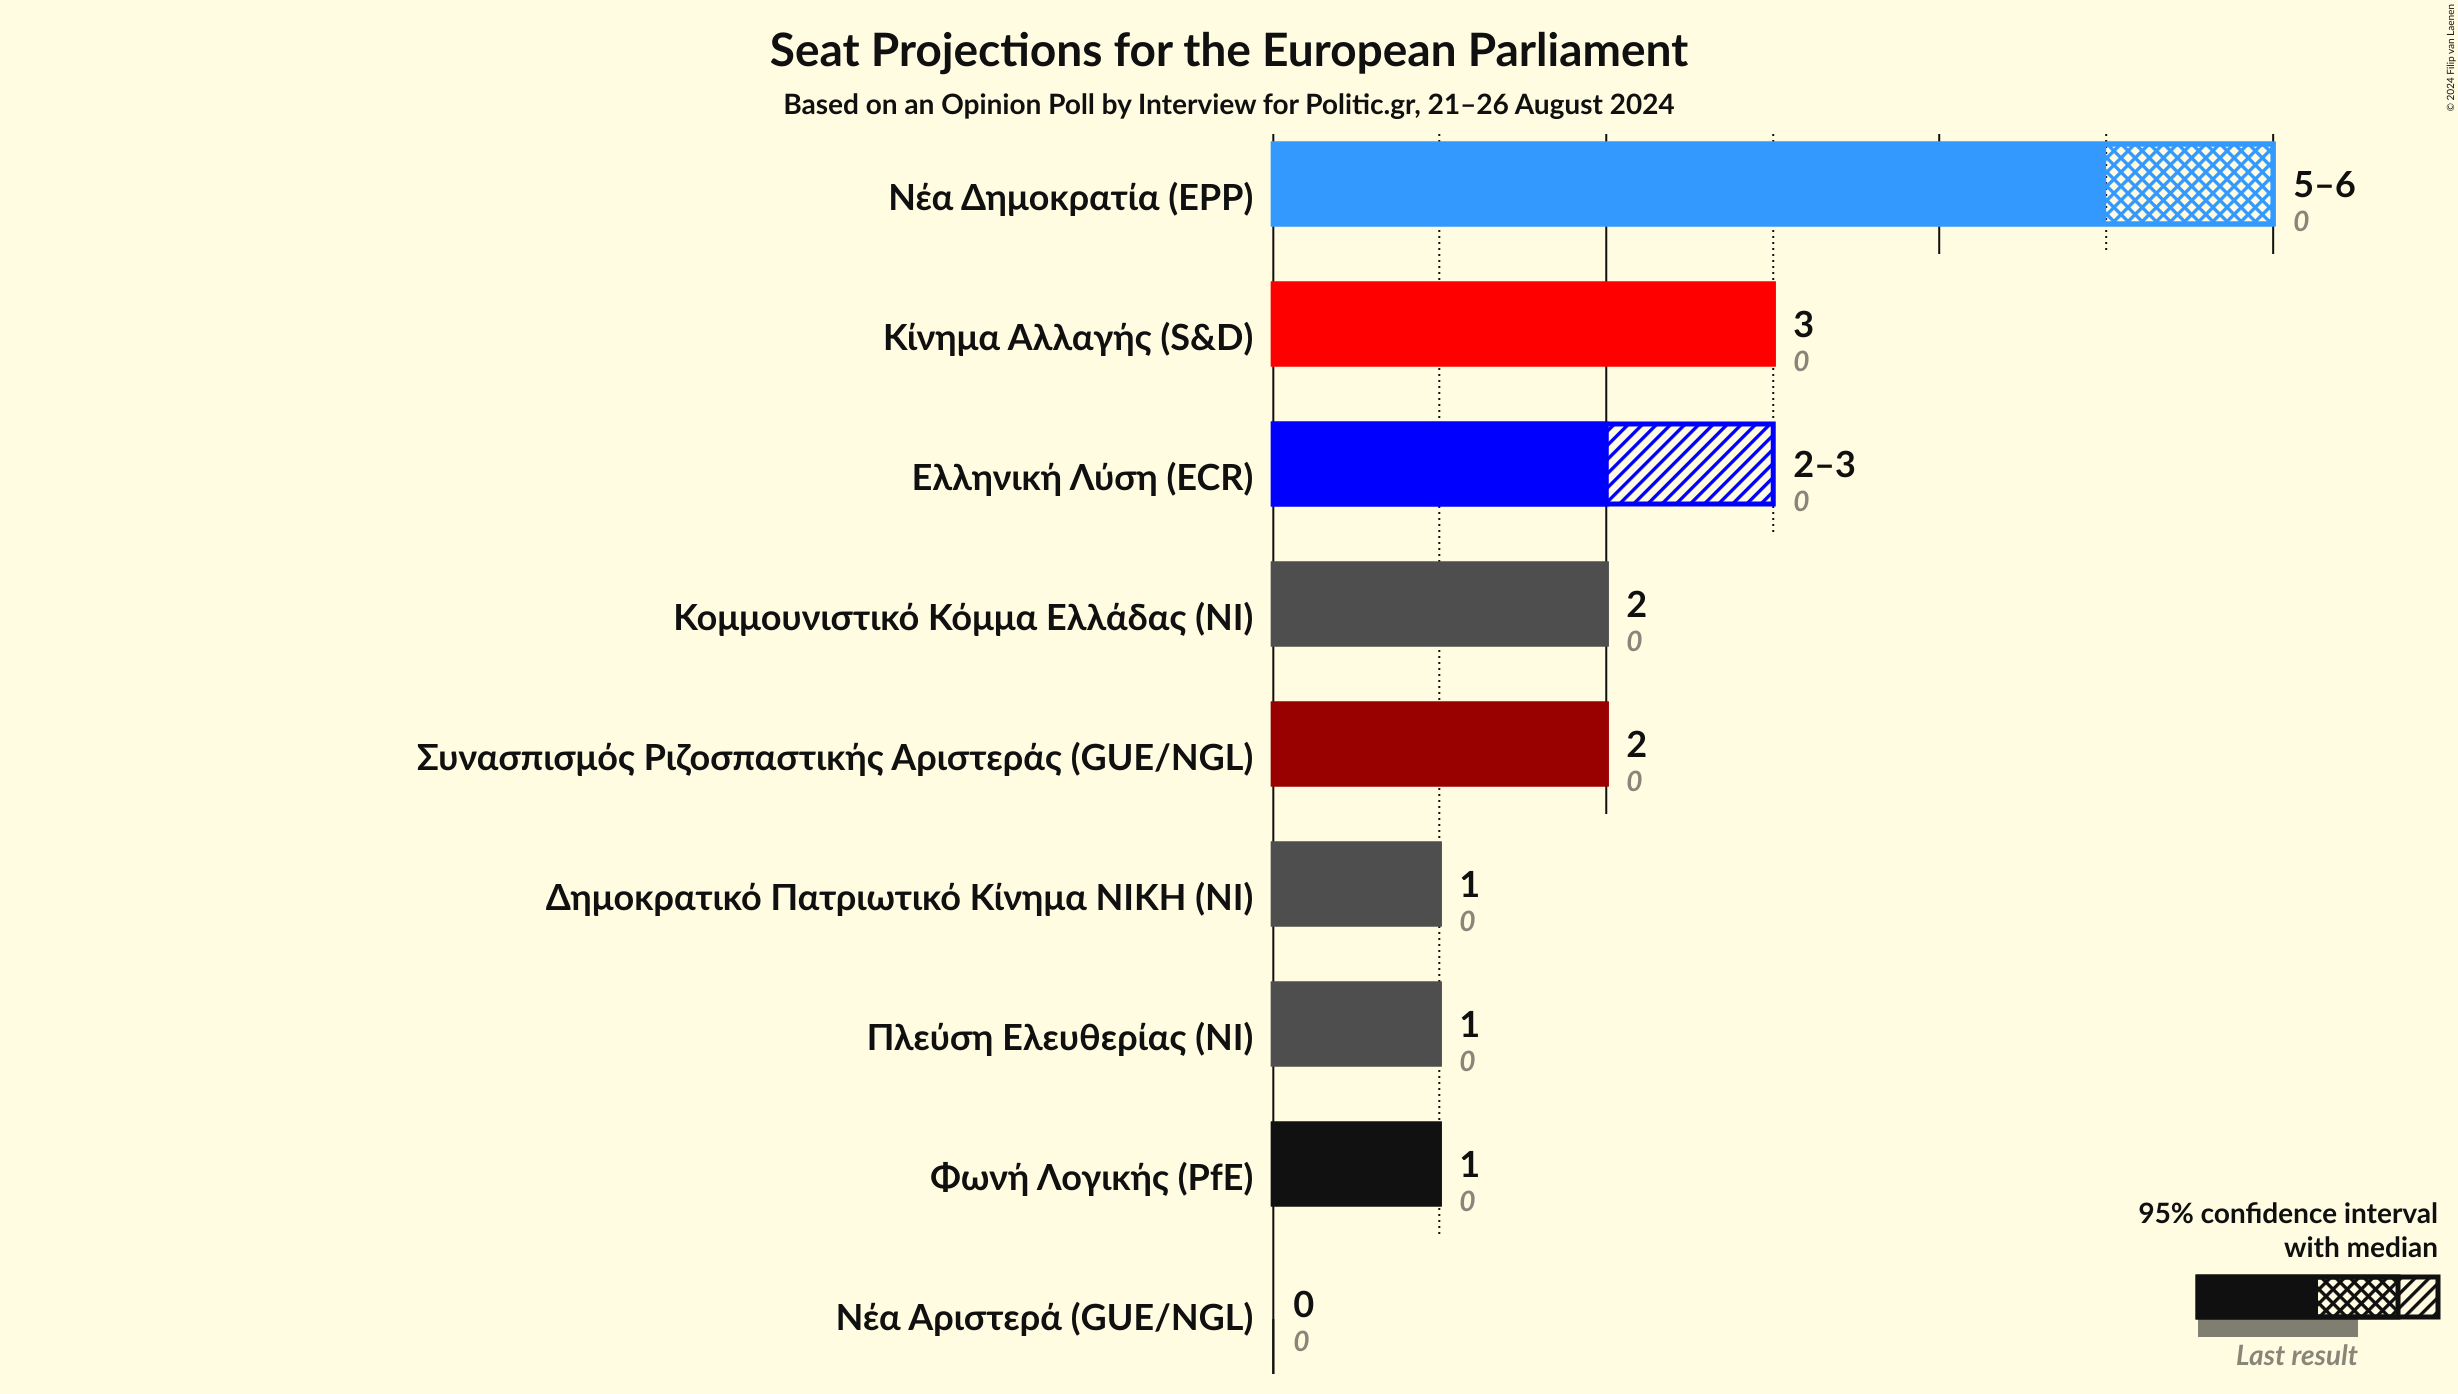 Seat Projections for the European Parliament
Based on an Opinion Poll by Interview for Politic.gr, 21–26 August 2024
© 2024 Filip van Laenen
Νέα Δημοκρατία (EPP)
5–6
0
Κίνημα Αλλαγής (S&D)
3
0
Ελληνική Λύση (ECR)
2–3
0
Κομμουνιστικό Κόμμα Ελλάδας (NI)
2
0
Συνασπισμός Ριζοσπαστικής Αριστεράς (GUE/NGL)
2
0
Δημοκρατικό Πατριωτικό Κίνημα ΝΙΚΗ (NI)
1
0
Πλεύση Ελευθερίας (NI)
1
0
Φωνή Λογικής (PfE)
1
0
Νέα Αριστερά (GUE/NGL)
0
0
95% confidence interval
with median
Last result